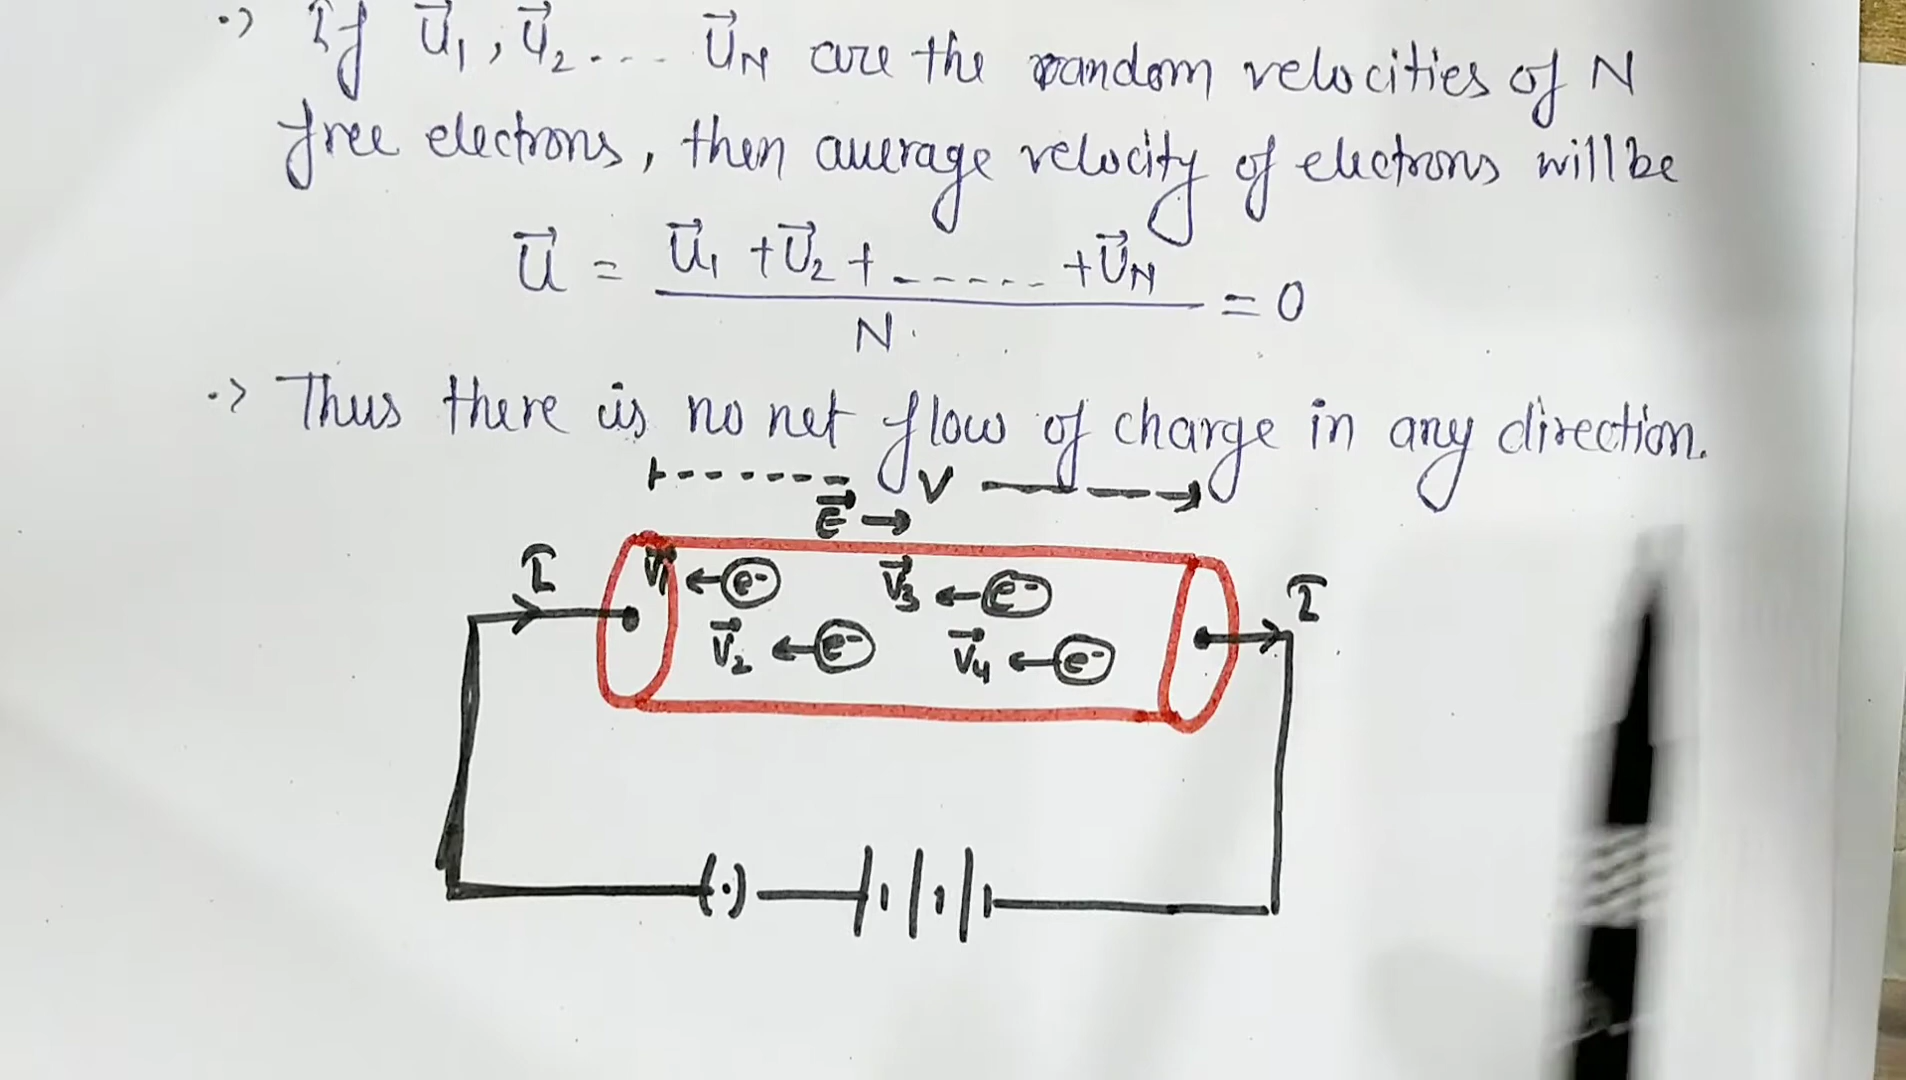 ·> If u⃗₁, u⃗₂.... u⃗N are the random velocities of N
free electrons, then average velocity of electrons will be
u⃗ = u⃗₁ + u⃗₂ + ...... + u⃗N / N = 0
·> Thus there is no net flow of charge in any direction.
V
E⃗ →
I V⃗₁ ← e⁻ V⃗₃ ← e⁻ I
V⃗₂ ← e⁻ V⃗₄ ← e⁻
(·)